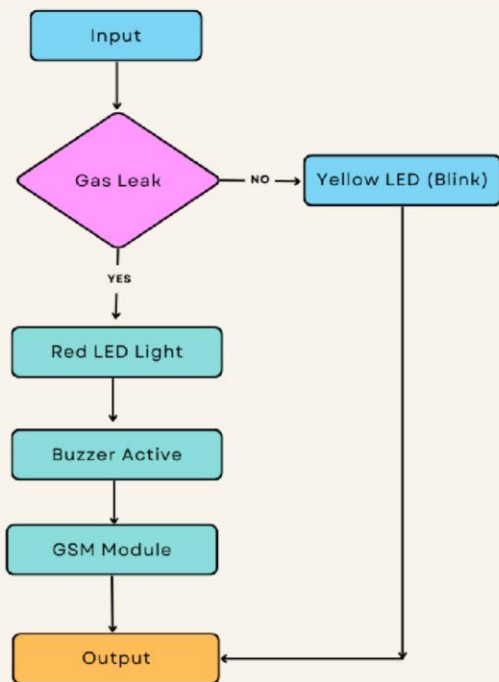 Input
Gas Leak
NO
Yellow LED (Blink)
YES
Red LED Light
Buzzer Active
GSM Module
Output